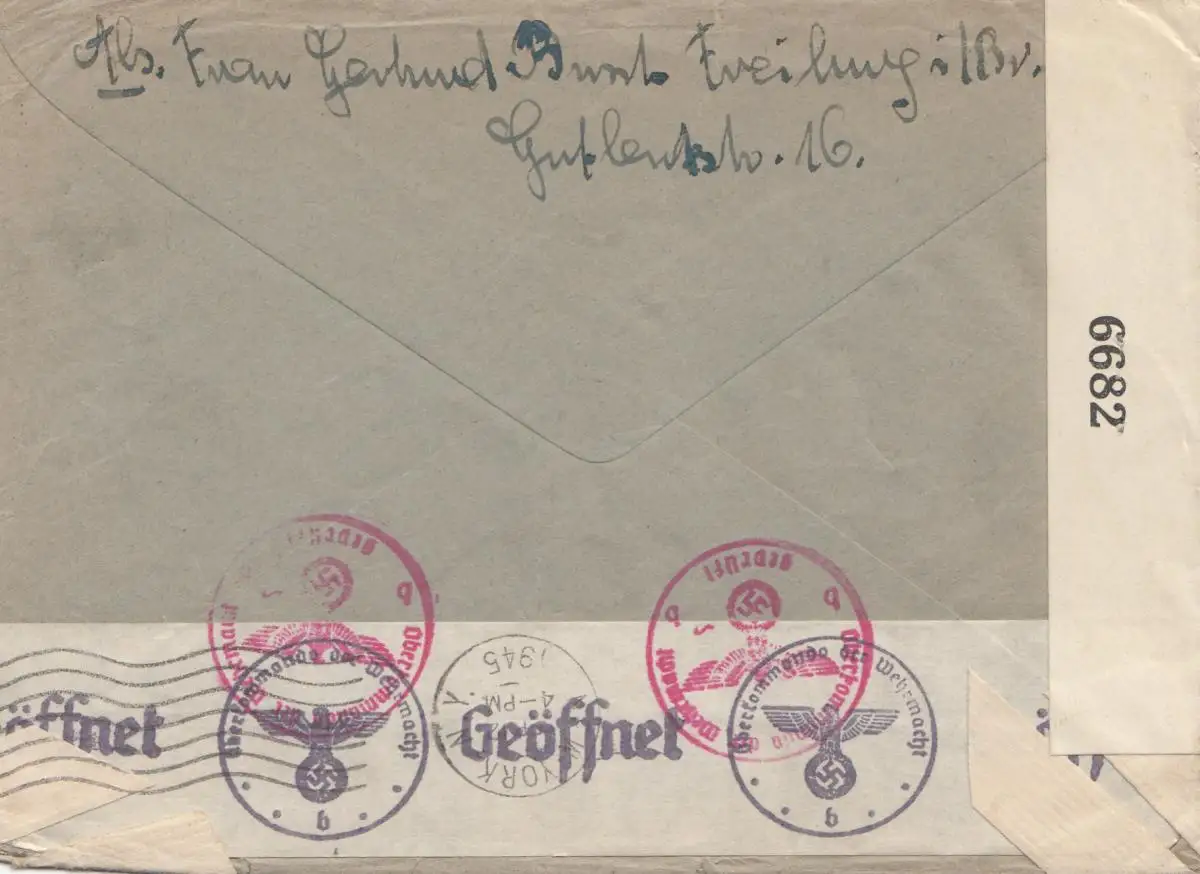 Abs. Frau Gertrud Freiburg i/Br.
Gutleutstr. 16.
6682
geprüft
Oberkommando der Wehrmacht
b
geprüft
Oberkommando der Wehrmacht
b
Geöffnet
Oberkommando der Wehrmacht
b
Geöffnet
Oberkommando der Wehrmacht
b
YORK
N.Y.
4-PM
1945